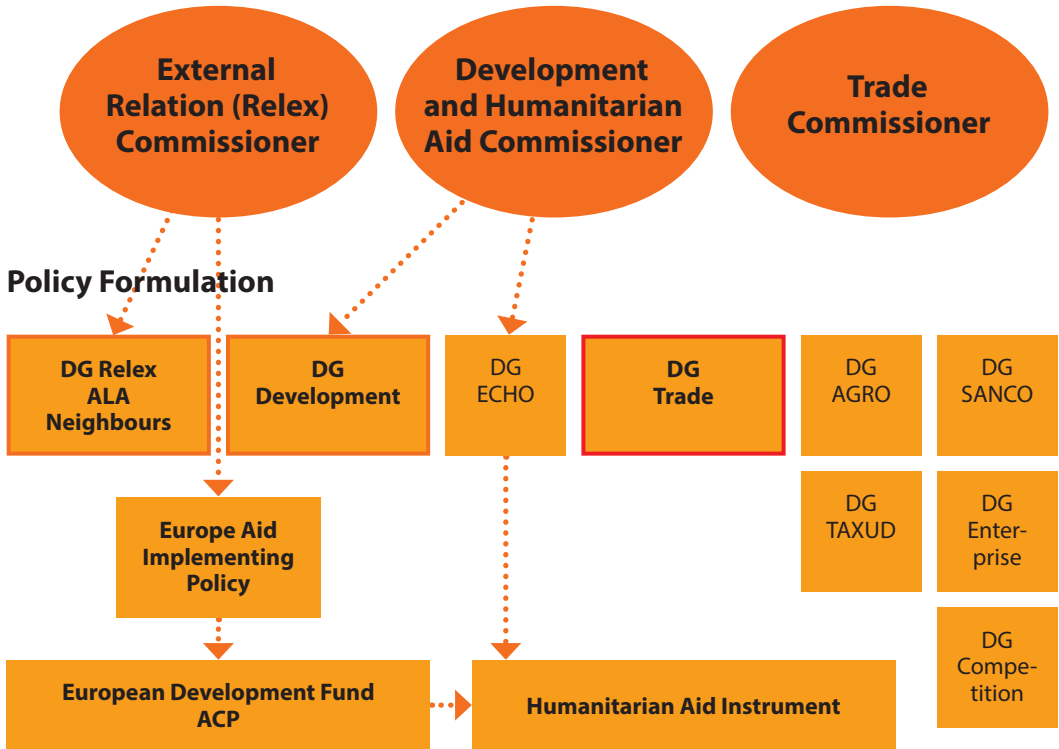 External
Relation (Relex)
Commissioner
Development
and Humanitarian
Aid Commissioner
Trade
Commissioner
Policy Formulation
DG Relex
ALA
Neighbours
DG
Development
DG
ECHO
DG
Trade
DG
AGRO
DG
SANCO
Europe Aid
Implementing
Policy
DG
TAXUD
DG
Enter-
prise
European Development Fund
ACP
Humanitarian Aid Instrument
DG
Compe-
tition